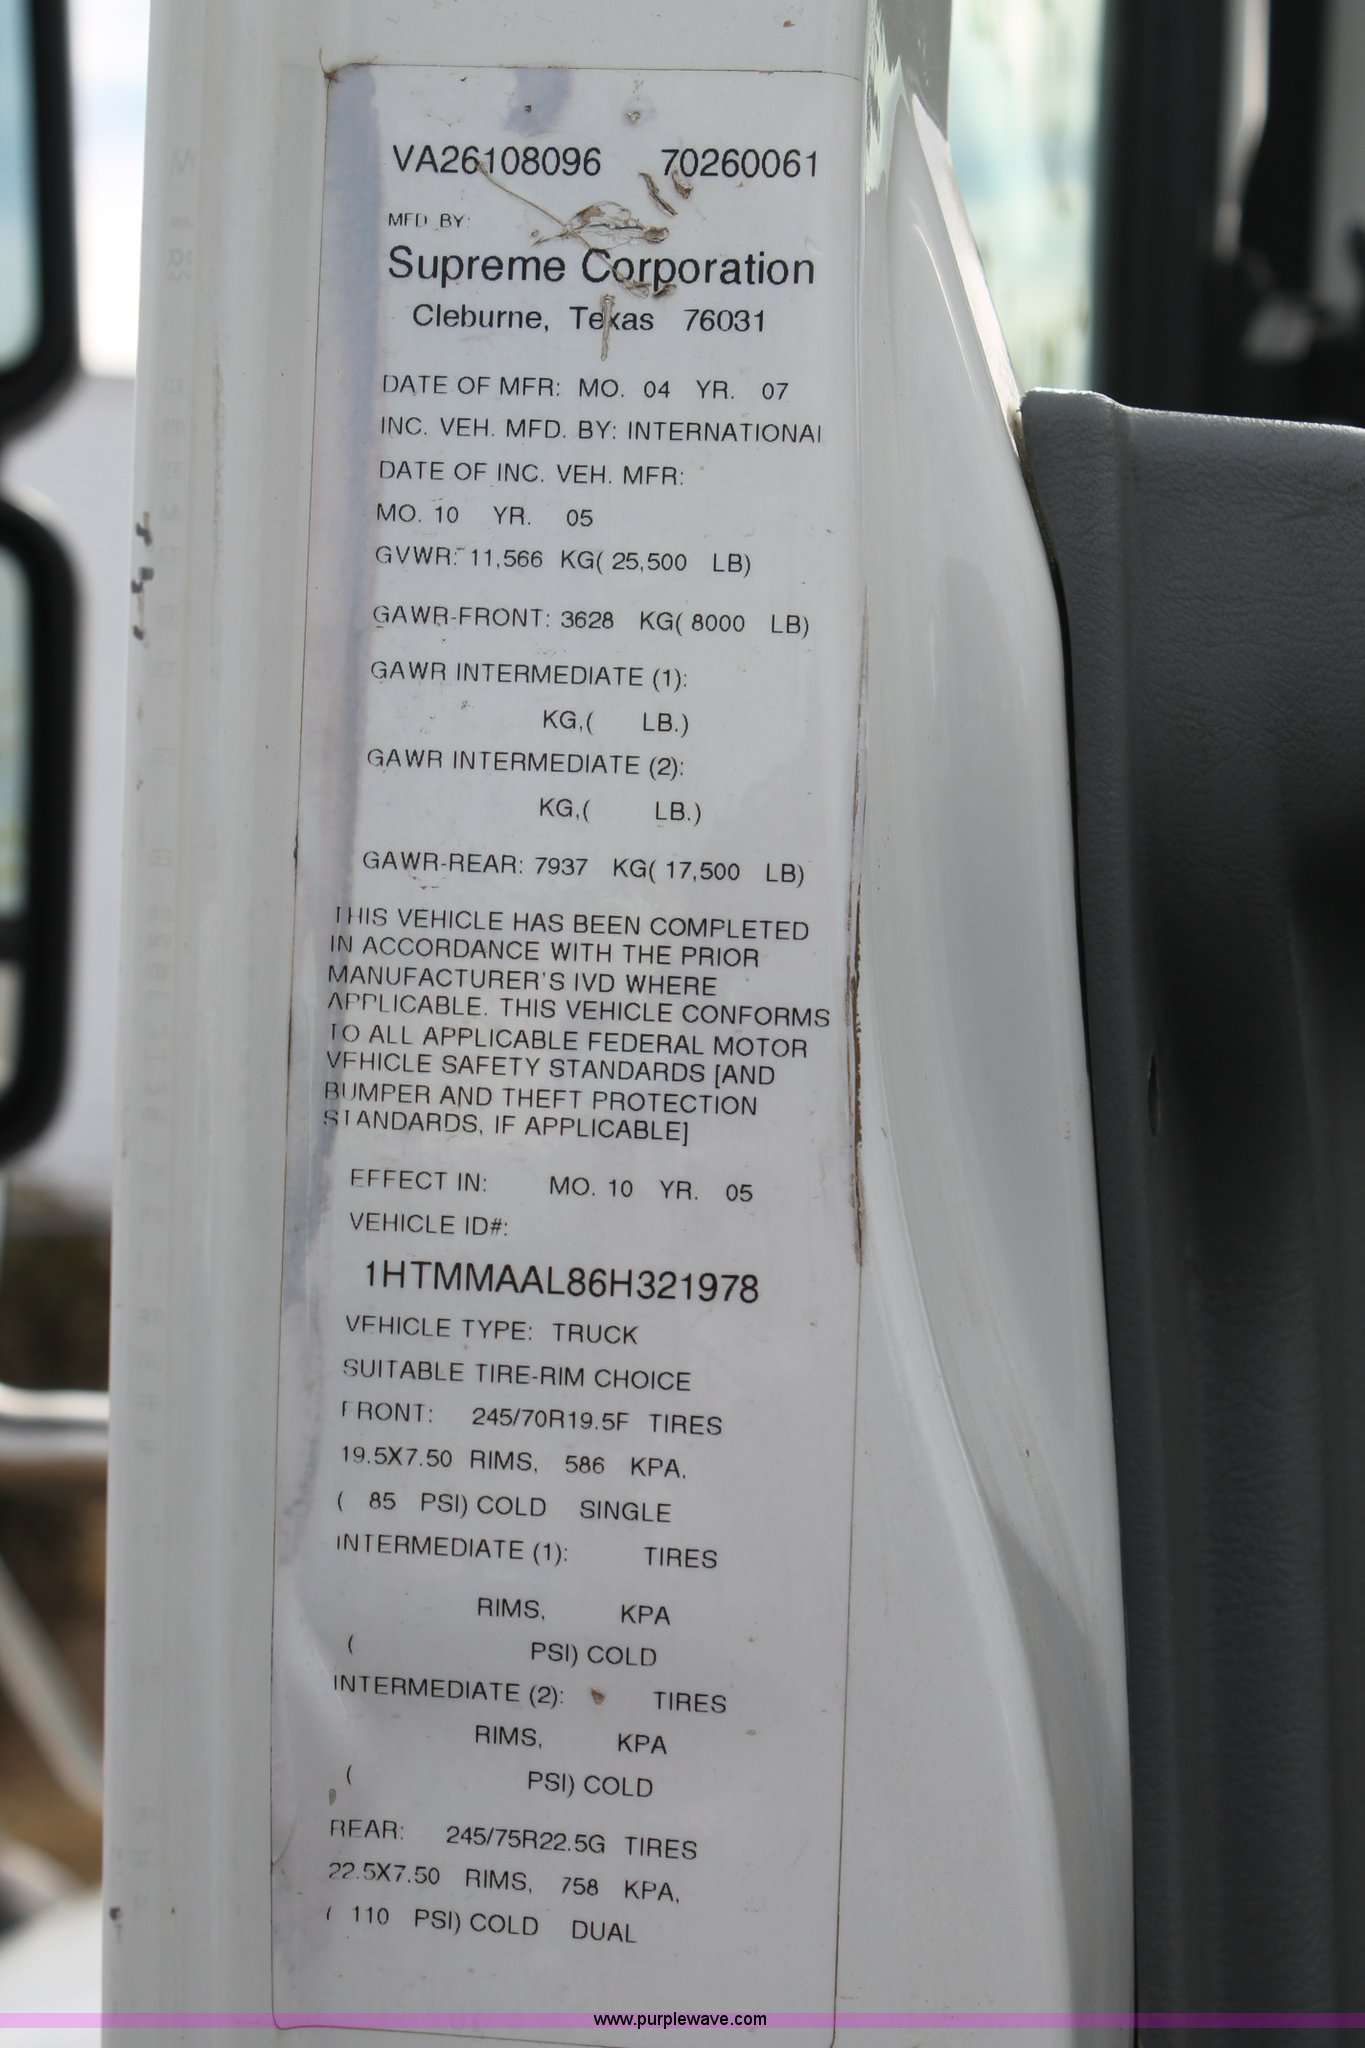 VA26108096 70260061
MFD BY:
Supreme Corporation
Cleburne, Texas 76031
DATE OF MFR: MO. 04 YR. 07
INC. VEH. MFD. BY: INTERNATIONAL
DATE OF INC. VEH. MFR:
MO. 10 YR. 05
GVWR: 11,566 KG( 25,500 LB)
GAWR-FRONT: 3628 KG( 8000 LB)
GAWR INTERMEDIATE (1):
KG,( LB.)
GAWR INTERMEDIATE (2):
KG,( LB.)
GAWR-REAR: 7937 KG( 17,500 LB)
THIS VEHICLE HAS BEEN COMPLETED
IN ACCORDANCE WITH THE PRIOR
MANUFACTURER'S IVD WHERE
APPLICABLE. THIS VEHICLE CONFORMS
TO ALL APPLICABLE FEDERAL MOTOR
VEHICLE SAFETY STANDARDS [AND
BUMPER AND THEFT PROTECTION
STANDARDS, IF APPLICABLE]
EFFECT IN: MO. 10 YR. 05
VEHICLE ID#:
1HTMMAAL86H321978
VEHICLE TYPE: TRUCK
SUITABLE TIRE-RIM CHOICE
FRONT: 245/70R19.5F TIRES
19.5X7.50 RIMS, 586 KPA,
( 85 PSI) COLD SINGLE
INTERMEDIATE (1): TIRES
RIMS, KPA
( PSI) COLD
INTERMEDIATE (2): TIRES
RIMS, KPA
( PSI) COLD
REAR: 245/75R22.5G TIRES
22.5X7.50 RIMS, 758 KPA,
( 110 PSI) COLD DUAL
www.purplewave.com